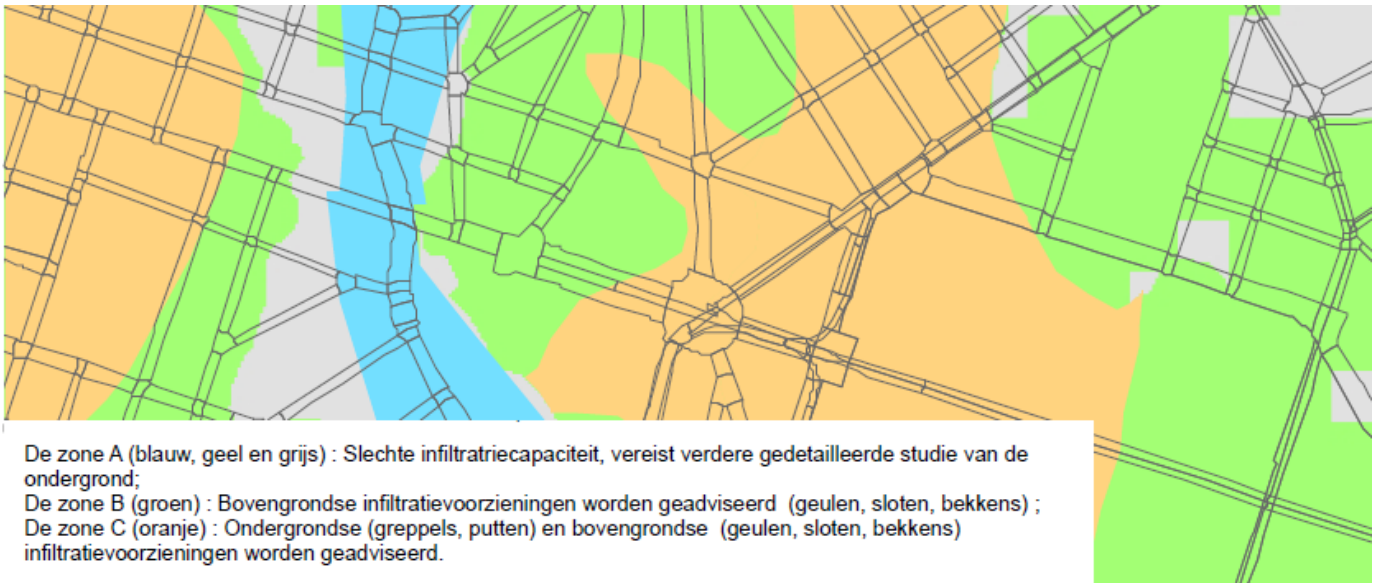 De zone A (blauw, geel en grijs) : Slechte infiltratriecapaciteit, vereist verdere gedetailleerde studie van de
ondergrond;
De zone B (groen) : Bovengrondse infiltratievoorzieningen worden geadviseerd (geulen, sloten, bekkens) ;
De zone C (oranje) : Ondergrondse (greppels, putten) en bovengrondse (geulen, sloten, bekkens)
infiltratievoorzieningen worden geadviseerd.